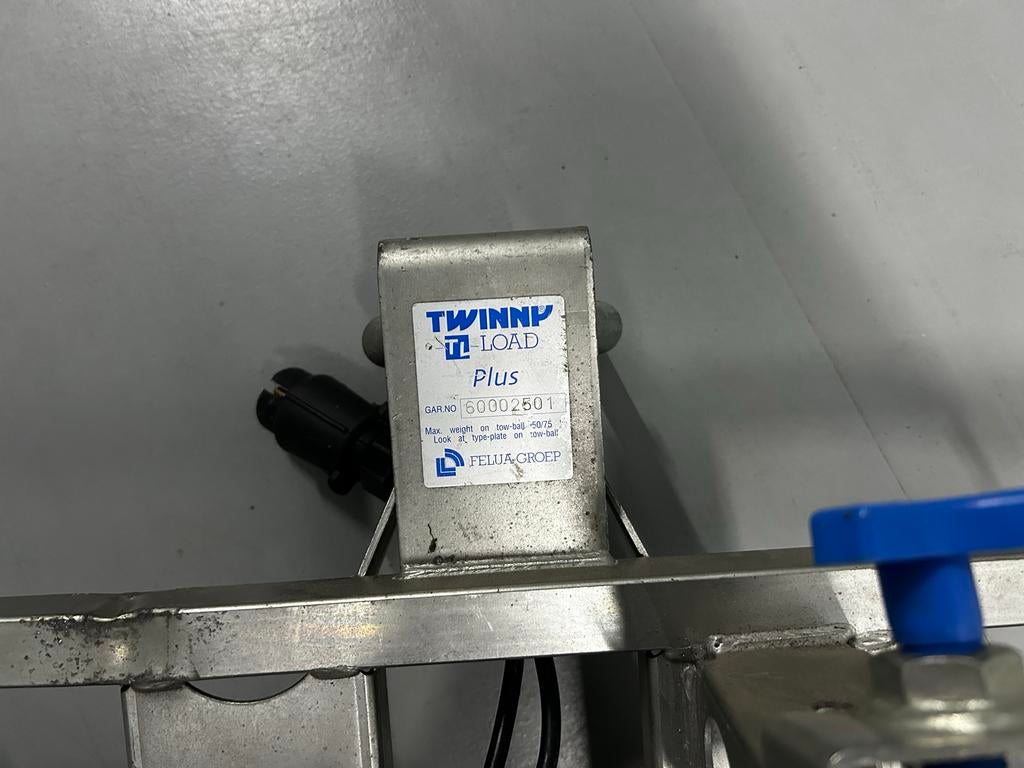 TWINNY®
TL LOAD
Plus
GAR.NO 60002501
Max. weight on tow-ball 50/75
Look at type-plate on tow-ball
FELUA-GROEP